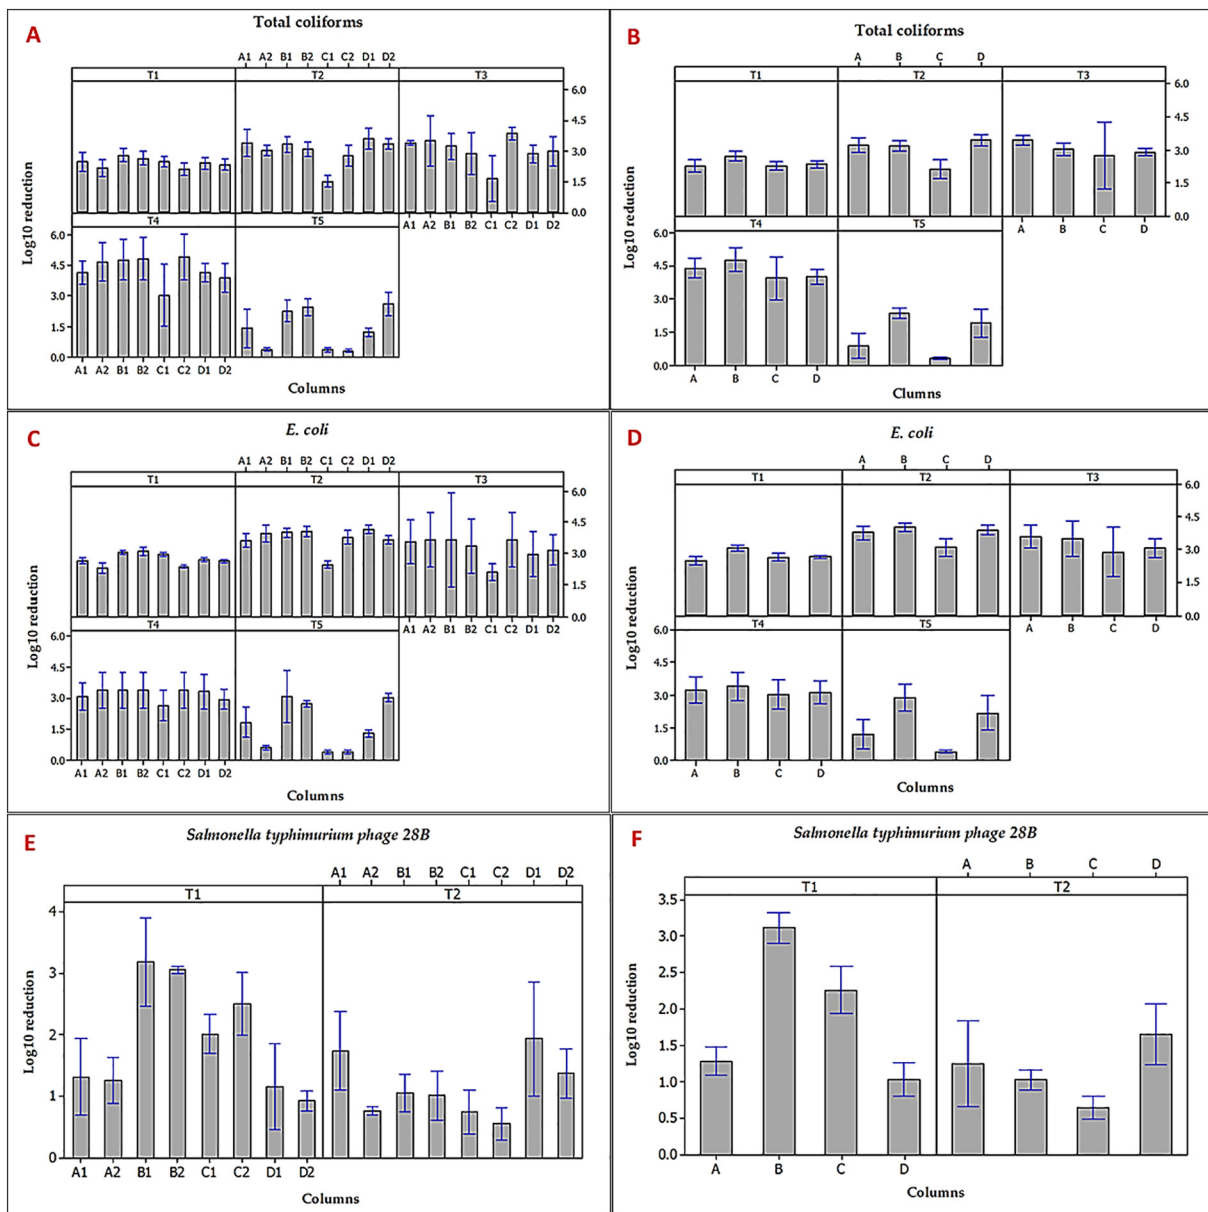 A
Total coliforms
A1 A2 B1 B2 C1 C2 D1 D2
T1 T2 T3
6.0
4.5
3.0
1.5
0.0
Log10 reduction
T4 T5
A1 A2 B1 B2 C1 C2 D1 D2
6.0
4.5
3.0
1.5
0.0
A1 A2 B1 B2 C1 C2 D1 D2
Columns
B
Total coliforms
A B C D
T1 T2 T3
6.0
4.5
3.0
1.5
0.0
Log10 reduction
T4 T5
A B C D
6.0
4.5
3.0
1.5
0.0
A B C D
Clumns
C
E. coli
A1 A2 B1 B2 C1 C2 D1 D2
T1 T2 T3
6.0
4.5
3.0
1.5
0.0
Log10 reduction
T4 T5
A1 A2 B1 B2 C1 C2 D1 D2
6.0
4.5
3.0
1.5
0.0
A1 A2 B1 B2 C1 C2 D1 D2
Columns
D
E. coli
A B C D
T1 T2 T3
6.0
4.5
3.0
1.5
0.0
Log10 reduction
T4 T5
A B C D
6.0
4.5
3.0
1.5
0.0
A B C D
Columns
E
Salmonella typhimurium phage 28B
A1 A2 B1 B2 C1 C2 D1 D2
T1 T2
4
3
2
1
0
Log10 reduction
A1 A2 B1 B2 C1 C2 D1 D2
Columns
F
Salmonella typhimurium phage 28B
A B C D
T1 T2
3.5
3.0
2.5
2.0
1.5
1.0
0.5
0.0
Log10 reduction
A B C D
Columns